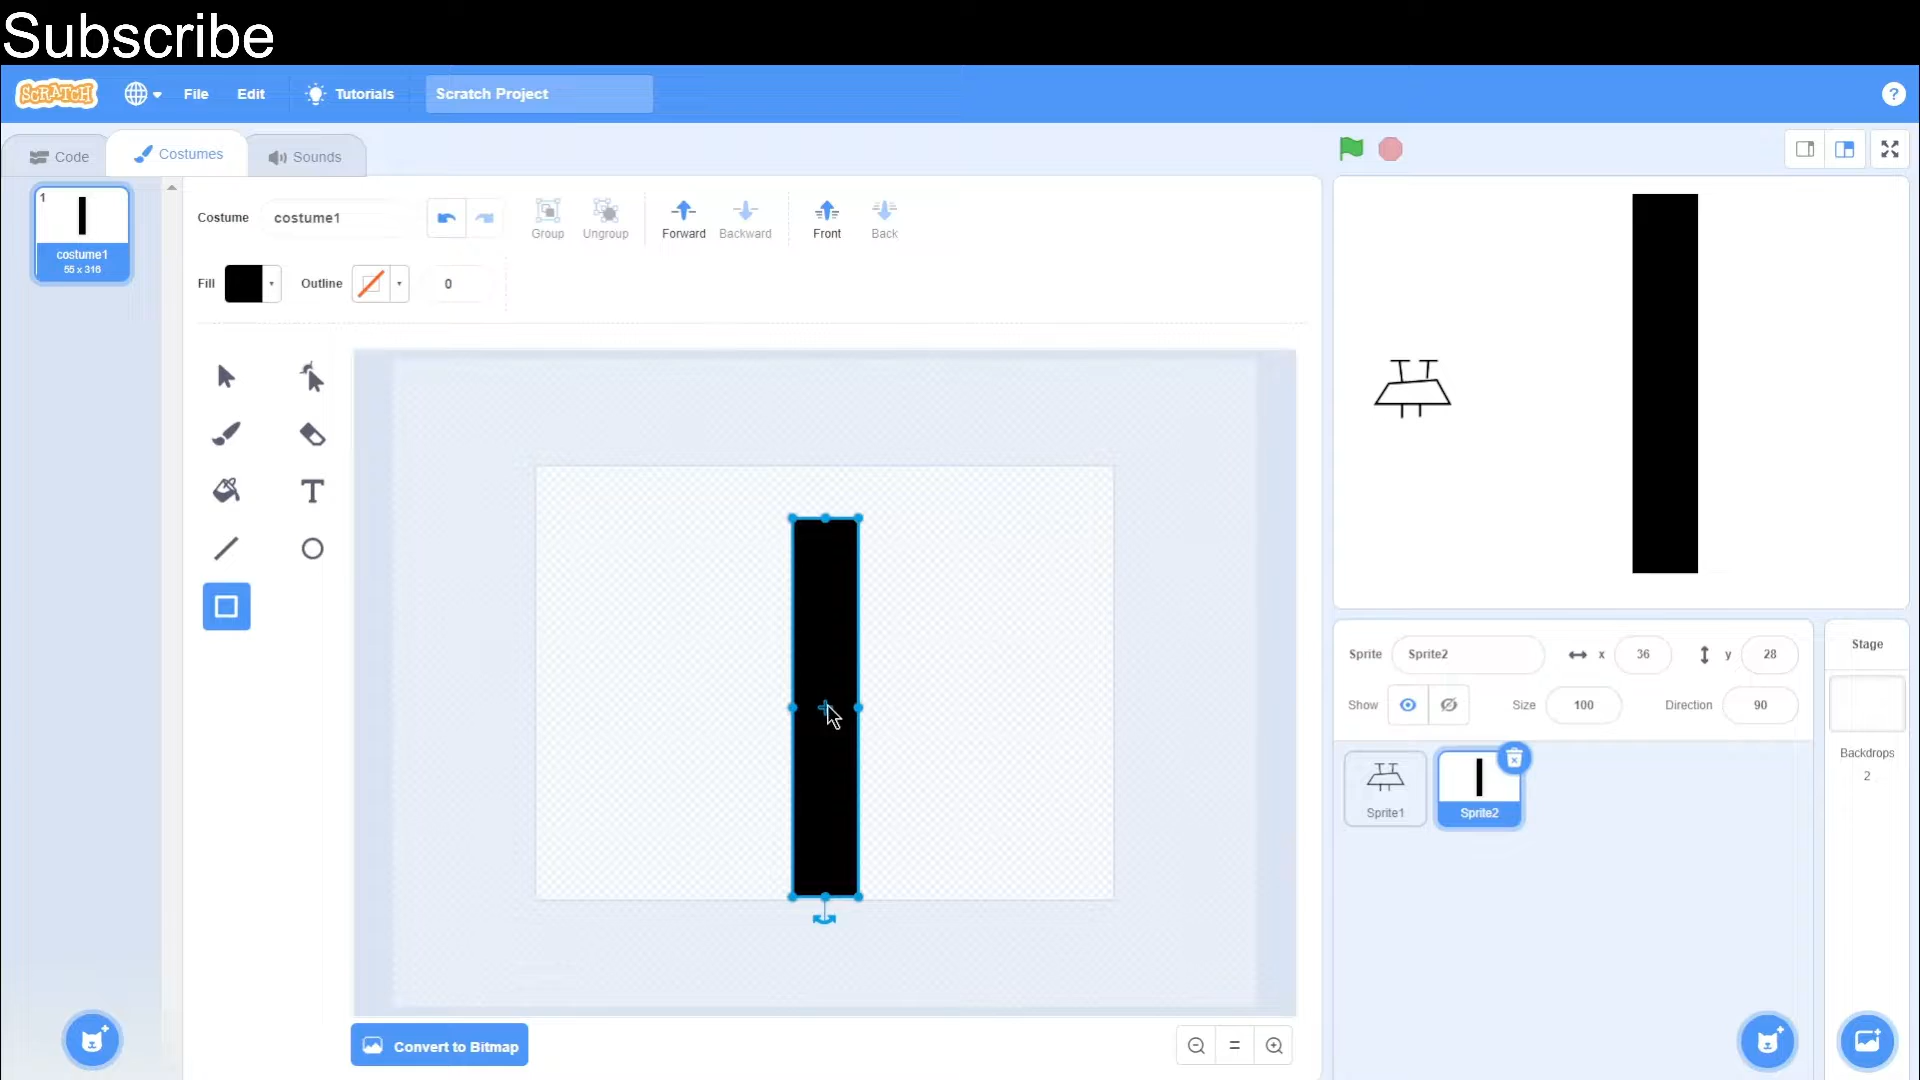 Subscribe
SCRATCH
File
Edit
Tutorials
Scratch Project
?
Code
Costumes
Sounds
1
costume1
55 x 316
Costume
costume1
Group
Ungroup
Forward
Backward
Front
Back
Fill
Outline
0
T
Convert to Bitmap
Sprite
Sprite2
x
36
y
28
Show
Size
100
Direction
90
Sprite1
Sprite2
Stage
Backdrops
2